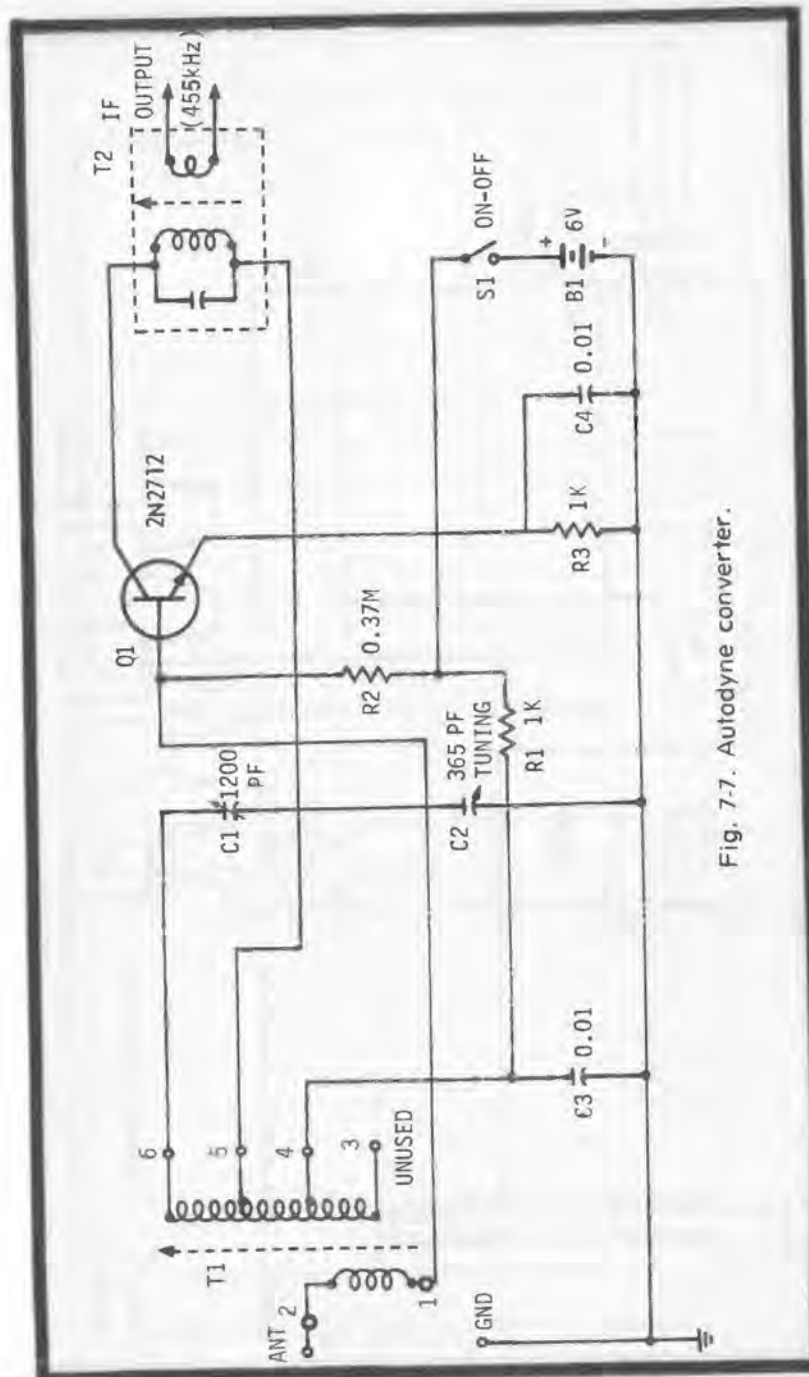 T2
IF
OUTPUT
(455kHz)
2N2712
Q1
S1 ON-OFF
+
6V
B1
-
R2 0.37M
1200
PF
C1
365 PF
TUNING
C2
R1 1K
1K
R3
0.01
C4
6
5
4
3
UNUSED
T1
0.01
C3
ANT 2
1
GND
Fig. 7-7. Autodyne converter.